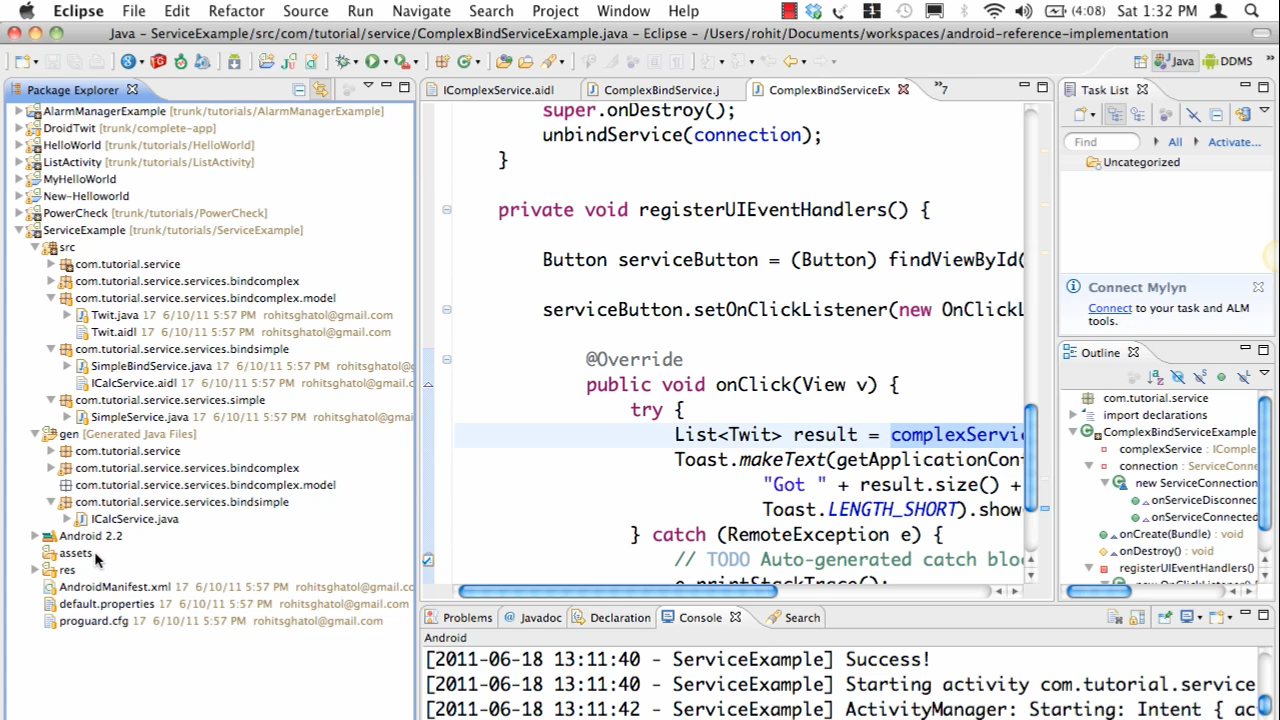 Eclipse File Edit Refactor Source Run Navigate Search Project Window Help (4:08) Sat 1:32 PM
Java – ServiceExample/src/com/tutorial/service/ComplexBindServiceExample.java – Eclipse – /Users/rohit/Documents/workspaces/android-reference-implementation
Java DDMS
Package Explorer
AlarmManagerExample [trunk/tutorials/AlarmManagerExample]
DroidTwit [trunk/complete-app]
HelloWorld [trunk/tutorials/HelloWorld]
ListActivity [trunk/tutorials/ListActivity]
MyHelloWorld
New-Helloworld
PowerCheck [trunk/tutorials/PowerCheck]
ServiceExample [trunk/tutorials/ServiceExample]
src
com.tutorial.service
com.tutorial.service.services.bindcomplex
com.tutorial.service.services.bindcomplex.model
Twit.java 17 6/10/11 5:57 PM rohitsghatol@gmail.com
Twit.aidl 17 6/10/11 5:57 PM rohitsghatol@gmail.com
com.tutorial.service.services.bindsimple
SimpleBindService.java 17 6/10/11 5:57 PM rohitsghatol@g
ICalcService.aidl 17 6/10/11 5:57 PM rohitsghatol@gmail.c
com.tutorial.service.services.simple
SimpleService.java 17 6/10/11 5:57 PM rohitsghatol@gmail
gen [Generated Java Files]
com.tutorial.service
com.tutorial.service.services.bindcomplex
com.tutorial.service.services.bindcomplex.model
com.tutorial.service.services.bindsimple
ICalcService.java
Android 2.2
assets
res
AndroidManifest.xml 17 6/10/11 5:57 PM rohitsghatol@gmail.c
default.properties 17 6/10/11 5:57 PM rohitsghatol@gmail.com
proguard.cfg 17 6/10/11 5:57 PM rohitsghatol@gmail.com
IComplexService.aidl ComplexBindService.j ComplexBindServiceEx »7
super.onDestroy();
unbindService(connection);
}
private void registerUIEventHandlers() {
Button serviceButton = (Button) findViewById(
serviceButton.setOnClickListener(new OnClickL
@Override
public void onClick(View v) {
try {
List<Twit> result = complexServic
Toast.makeText(getApplicationCont
"Got " + result.size() +
Toast.LENGTH_SHORT).show
} catch (RemoteException e) {
// TODO Auto-generated catch bloc
e.printStackTrace();
Task List
Find All Activate...
Uncategorized
Connect Mylyn
Connect to your task and ALM
tools.
Outline
com.tutorial.service
import declarations
ComplexBindServiceExample
complexService : IComple
connection : ServiceConne
new ServiceConnection
onServiceDisconnec
onServiceConnected
onCreate(Bundle) : void
onDestroy() : void
registerUIEventHandlers()
new OnClickListener()
Problems Javadoc Declaration Console Search
Android
[2011-06-18 13:11:40 - ServiceExample] Success!
[2011-06-18 13:11:40 - ServiceExample] Starting activity com.tutorial.service
[2011-06-18 13:11:42 - ServiceExample] ActivityManager: Starting: Intent { ac